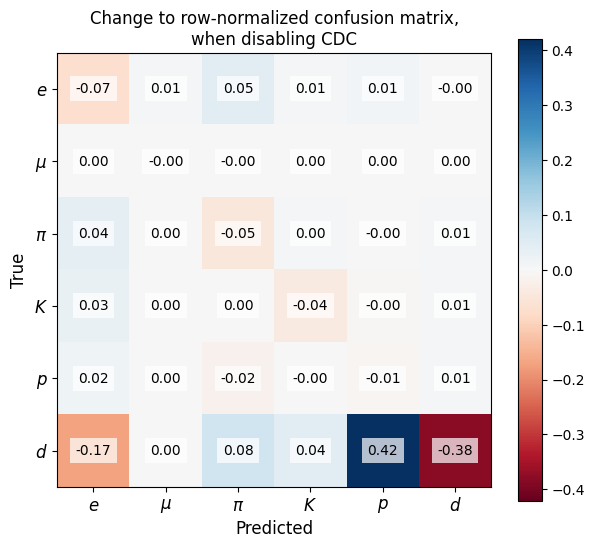 Change to row-normalized confusion matrix,
when disabling CDC
True
e -0.07 0.01 0.05 0.01 0.01 -0.00
μ 0.00 -0.00 -0.00 0.00 0.00 0.00
π 0.04 0.00 -0.05 0.00 -0.00 0.01
K 0.03 0.00 0.00 -0.04 -0.00 0.01
p 0.02 0.00 -0.02 -0.00 -0.01 0.01
d -0.17 0.00 0.08 0.04 0.42 -0.38
e μ π K p d
Predicted
0.4
0.3
0.2
0.1
0.0
−0.1
−0.2
−0.3
−0.4